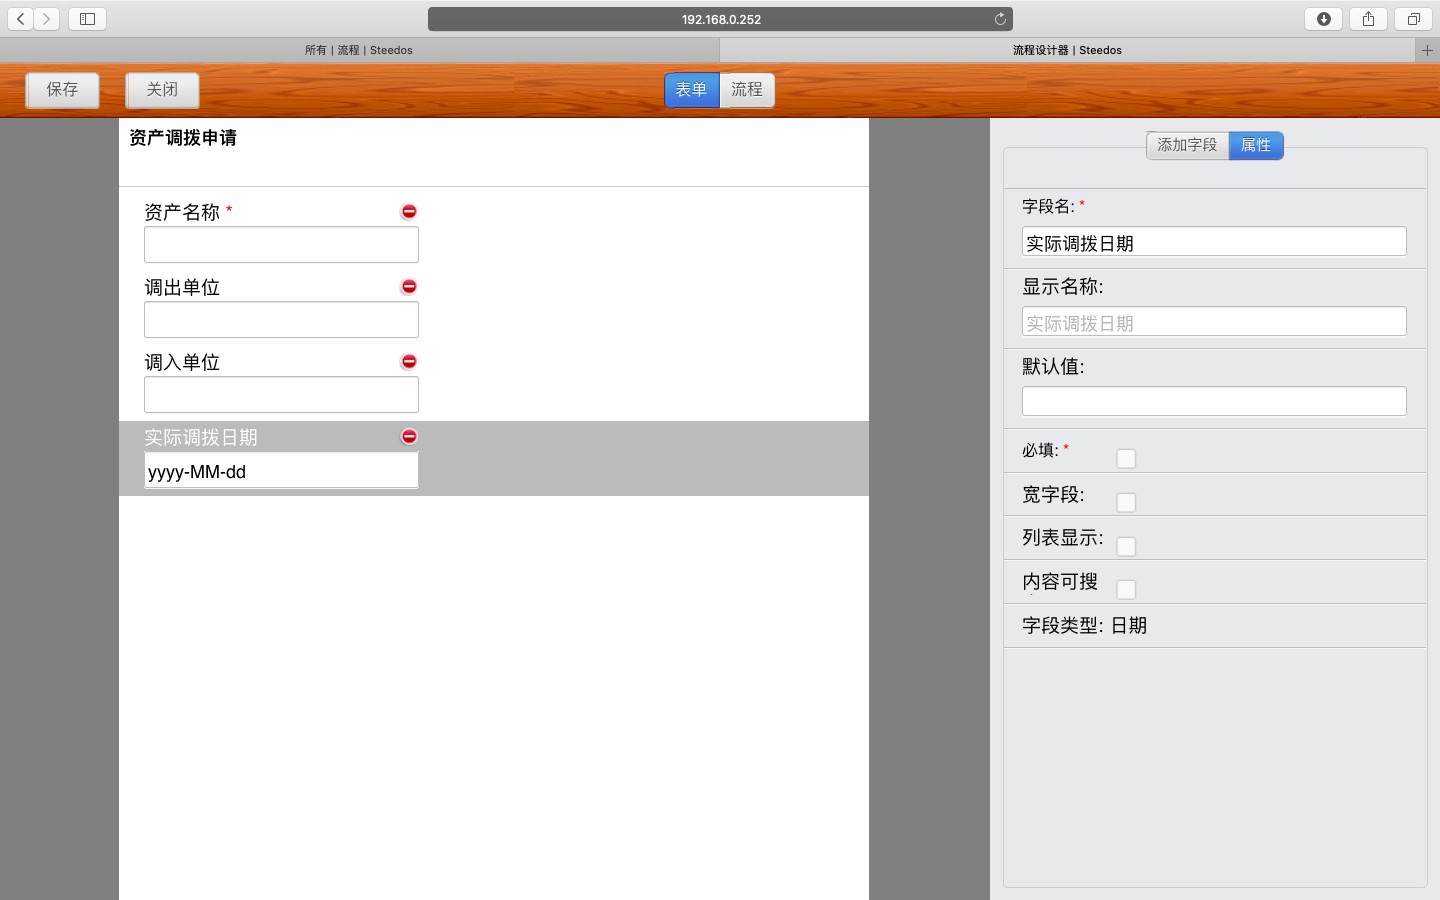 192.168.0.252
所有 | 流程 | Steedos
流程设计器 | Steedos
保存
关闭
表单
流程
资产调拨申请
资产名称 *
调出单位
调入单位
实际调拨日期
yyyy-MM-dd
添加字段
属性
字段名: *
实际调拨日期
显示名称:
实际调拨日期
默认值:
必填: *
宽字段:
列表显示:
内容可搜
字段类型: 日期